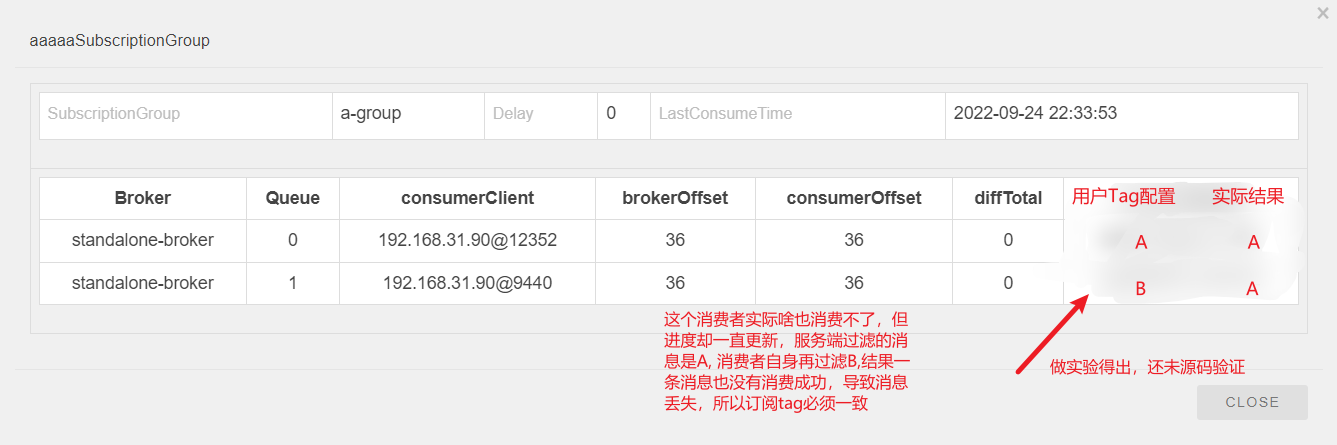 ×
aaaaaSubscriptionGroup
SubscriptionGroup a-group Delay 0 LastConsumeTime 2022-09-24 22:33:53
Broker Queue consumerClient brokerOffset consumerOffset diffTotal 用户Tag配置 实际结果
standalone-broker 0 192.168.31.90@12352 36 36 0 A A
standalone-broker 1 192.168.31.90@9440 36 36 0 B A
这个消费者实际啥也消费不了，但
进度却一直更新，服务端过滤的消
息是A, 消费者自身再过滤B,结果一
条消息也没有消费成功，导致消息
丢失，所以订阅tag必须一致
做实验得出，还未源码验证
CLOSE